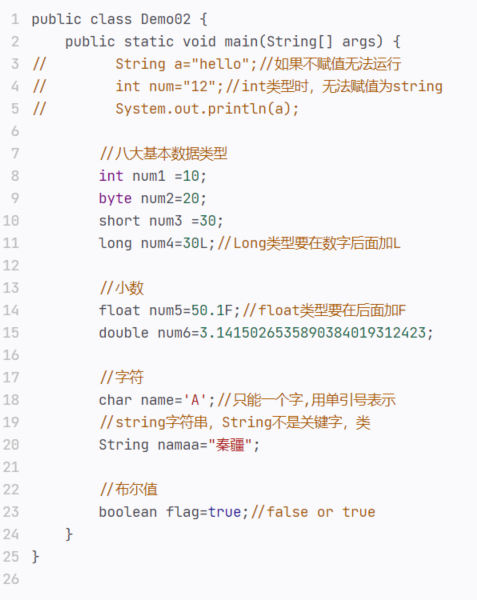 1 public class Demo02 {
2 public static void main(String[] args) {
3 // String a="hello";//如果不赋值无法运行
4 // int num="12";//int类型时，无法赋值为string
5 // System.out.println(a);
6
7 //八大基本数据类型
8 int num1 =10;
9 byte num2=20;
10 short num3 =30;
11 long num4=30L;//Long类型要在数字后面加L
12
13 //小数
14 float num5=50.1F;//float类型要在后面加F
15 double num6=3.1415026535890384019312423;
16
17 //字符
18 char name='A';//只能一个字,用单引号表示
19 //string字符串，String不是关键字，类
20 String namaa="秦疆";
21
22 //布尔值
23 boolean flag=true;//false or true
24 }
25 }
26